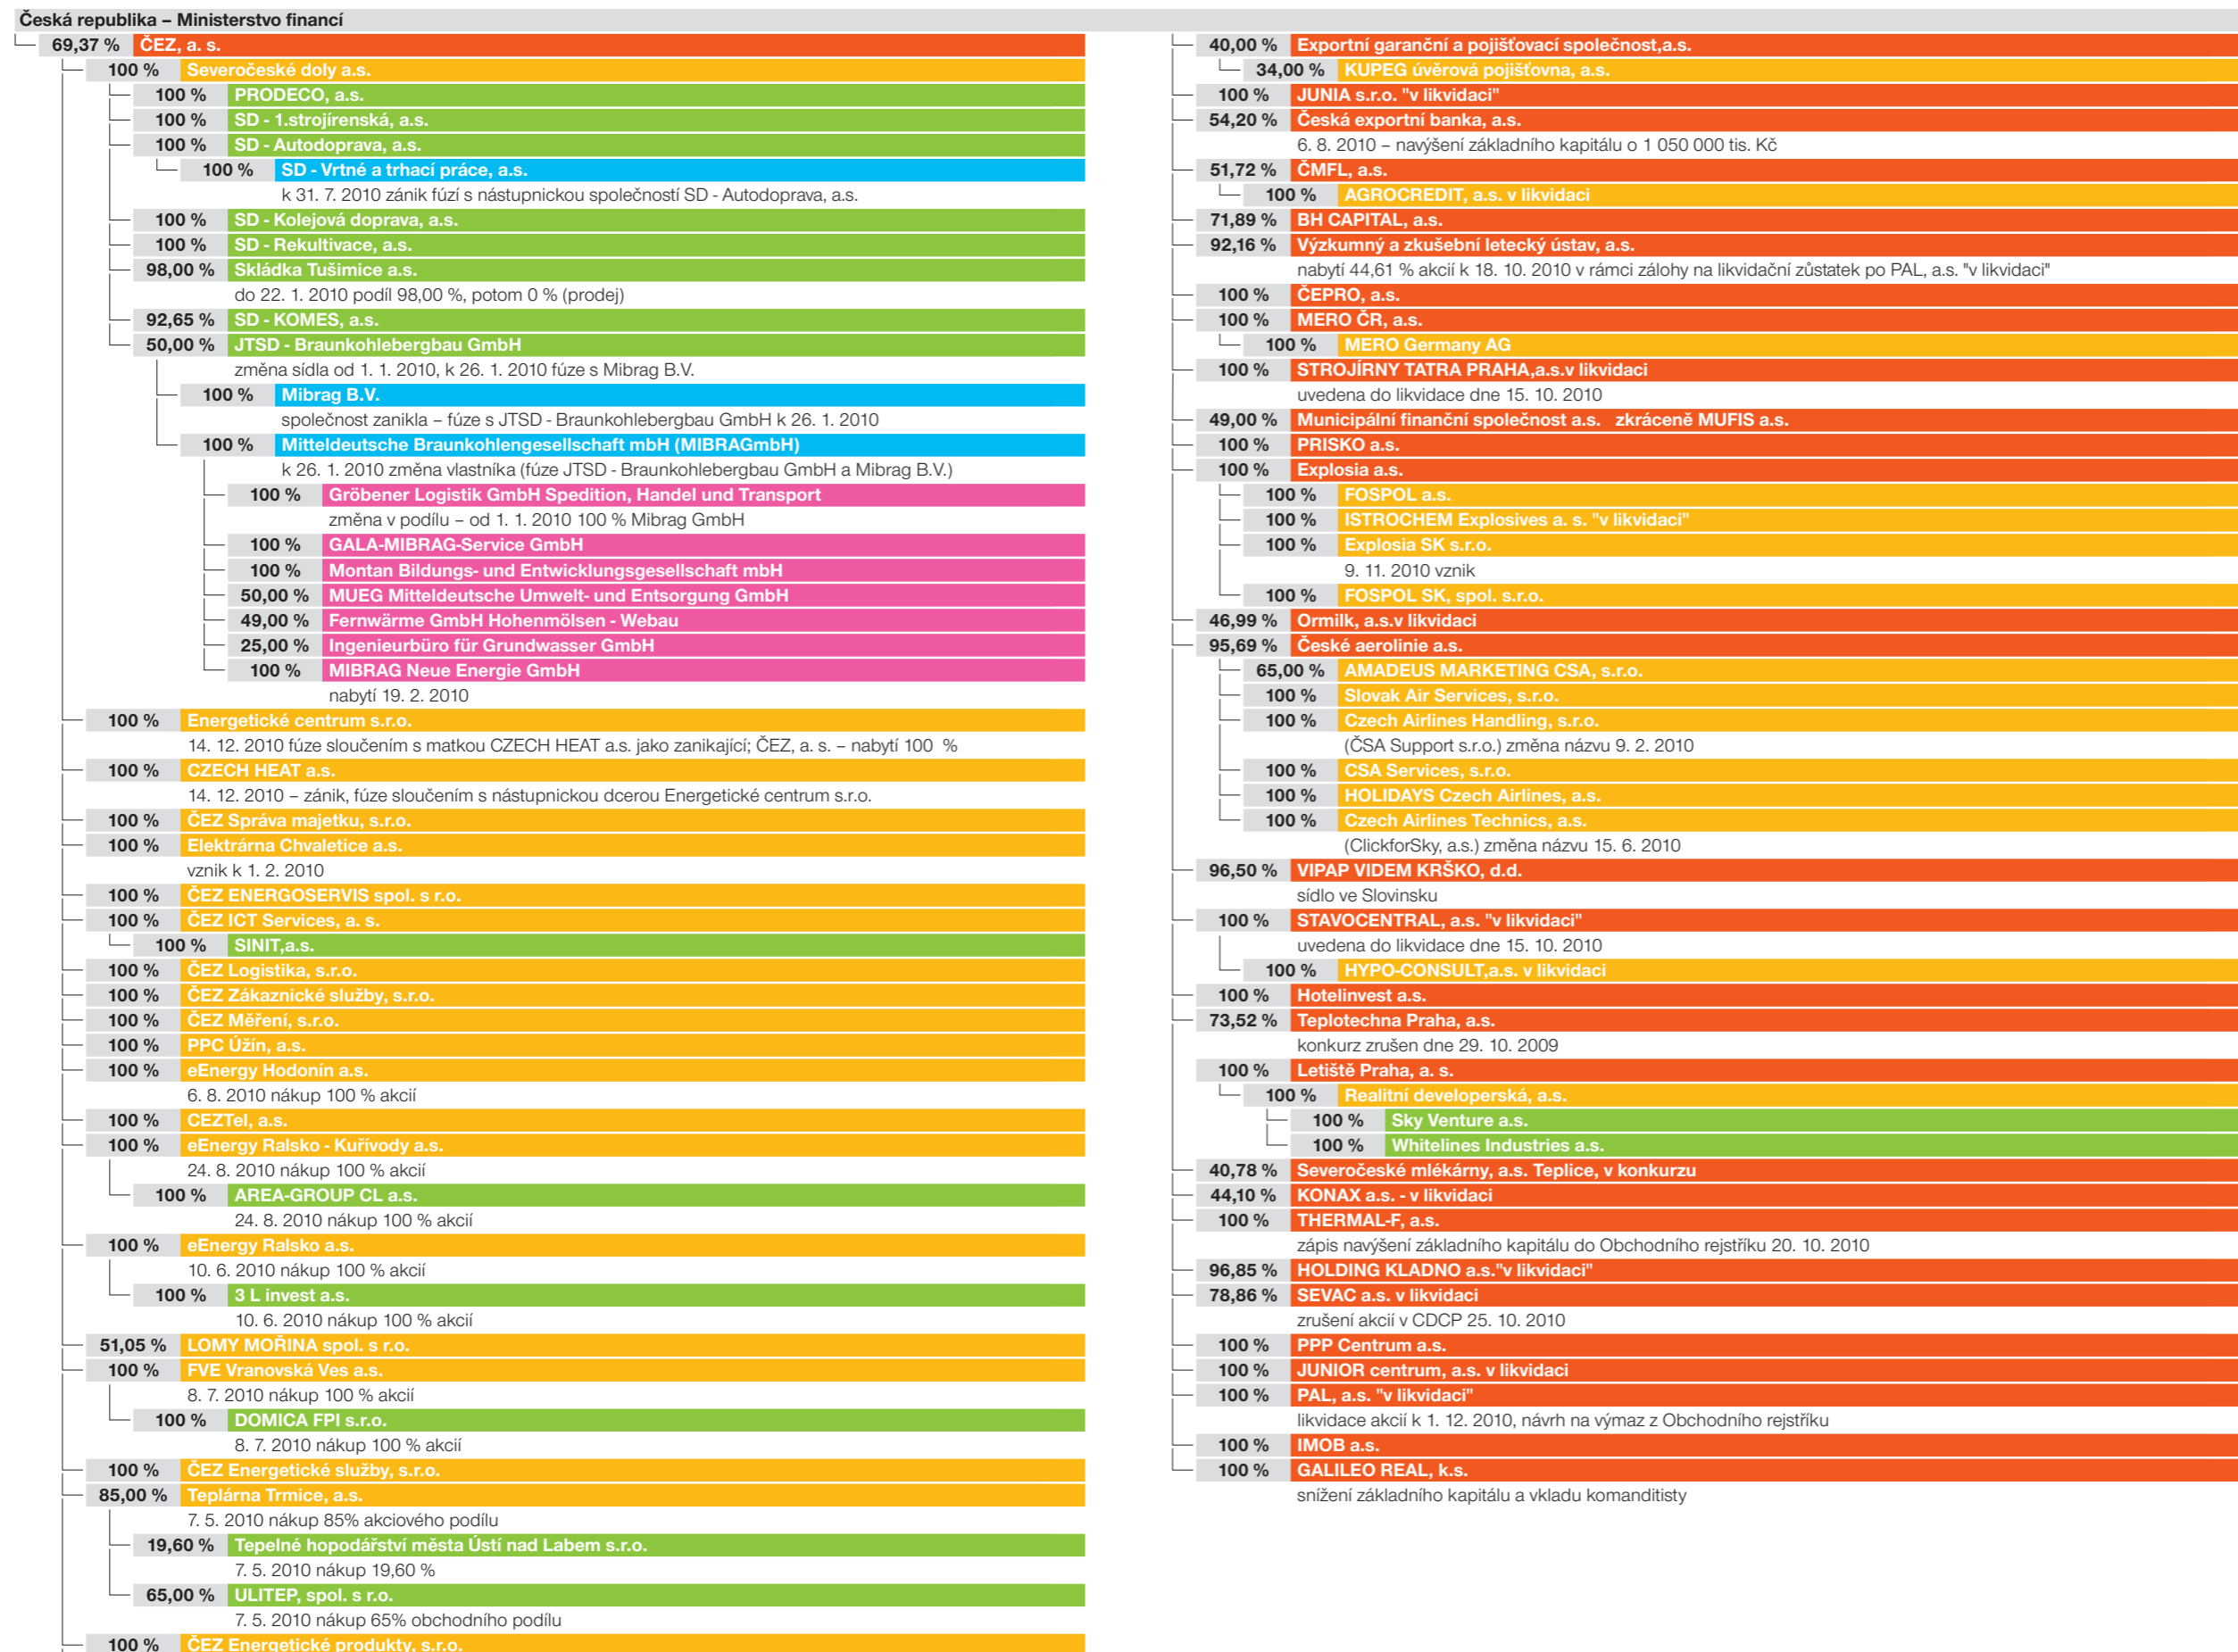 Česká republika – Ministerstvo financí
69,37 % ČEZ, a. s.
100 % Severočeské doly a.s.
100 % PRODECO, a.s.
100 % SD - 1.strojírenská, a.s.
100 % SD - Autodoprava, a.s.
100 % SD - Vrtné a trhací práce, a.s.
k 31. 7. 2010 zánik fúzí s nástupnickou společností SD - Autodoprava, a.s.
100 % SD - Kolejová doprava, a.s.
100 % SD - Rekultivace, a.s.
98,00 % Skládka Tušimice a.s.
do 22. 1. 2010 podíl 98,00 %, potom 0 % (prodej)
92,65 % SD - KOMES, a.s.
50,00 % JTSD - Braunkohlebergbau GmbH
změna sídla od 1. 1. 2010, k 26. 1. 2010 fúze s Mibrag B.V.
100 % Mibrag B.V.
společnost zanikla – fúze s JTSD - Braunkohlebergbau GmbH k 26. 1. 2010
100 % Mitteldeutsche Braunkohlengesellschaft mbH (MIBRAGmbH)
k 26. 1. 2010 změna vlastníka (fúze JTSD - Braunkohlebergbau GmbH a Mibrag B.V.)
100 % Gröbener Logistik GmbH Spedition, Handel und Transport
změna v podílu – od 1. 1. 2010 100 % Mibrag GmbH
100 % GALA-MIBRAG-Service GmbH
100 % Montan Bildungs- und Entwicklungsgesellschaft mbH
50,00 % MUEG Mitteldeutsche Umwelt- und Entsorgung GmbH
49,00 % Fernwärme GmbH Hohenmölsen - Webau
25,00 % Ingenieurbüro für Grundwasser GmbH
100 % MIBRAG Neue Energie GmbH
nabytí 19. 2. 2010
100 % Energetické centrum s.r.o.
14. 12. 2010 fúze sloučením s matkou CZECH HEAT a.s. jako zanikající; ČEZ, a. s. – nabytí 100 %
100 % CZECH HEAT a.s.
14. 12. 2010 – zánik, fúze sloučením s nástupnickou dcerou Energetické centrum s.r.o.
100 % ČEZ Správa majetku, s.r.o.
100 % Elektrárna Chvaletice a.s.
vznik k 1. 2. 2010
100 % ČEZ ENERGOSERVIS spol. s r.o.
100 % ČEZ ICT Services, a. s.
100 % SINIT,a.s.
100 % ČEZ Logistika, s.r.o.
100 % ČEZ Zákaznické služby, s.r.o.
100 % ČEZ Měření, s.r.o.
100 % PPC Úžín, a.s.
100 % eEnergy Hodonín a.s.
6. 8. 2010 nákup 100 % akcií
100 % CEZTel, a.s.
100 % eEnergy Ralsko - Kuřívody a.s.
24. 8. 2010 nákup 100 % akcií
100 % AREA-GROUP CL a.s.
24. 8. 2010 nákup 100 % akcií
100 % eEnergy Ralsko a.s.
10. 6. 2010 nákup 100 % akcií
100 % 3 L invest a.s.
10. 6. 2010 nákup 100 % akcií
51,05 % LOMY MOŘINA spol. s r.o.
100 % FVE Vranovská Ves a.s.
8. 7. 2010 nákup 100 % akcií
100 % DOMICA FPI s.r.o.
8. 7. 2010 nákup 100 % akcií
100 % ČEZ Energetické služby, s.r.o.
85,00 % Teplárna Trmice, a.s.
7. 5. 2010 nákup 85% akciového podílu
19,60 % Tepelné hopodářství města Ústí nad Labem s.r.o.
7. 5. 2010 nákup 19,60 %
65,00 % ULITEP, spol. s r.o.
7. 5. 2010 nákup 65% obchodního podílu
100 % ČEZ Energetické produkty, s.r.o.
40,00 % Exportní garanční a pojišťovací společnost,a.s.
34,00 % KUPEG úvěrová pojišťovna, a.s.
100 % JUNIA s.r.o. "v likvidaci"
54,20 % Česká exportní banka, a.s.
6. 8. 2010 – navýšení základního kapitálu o 1 050 000 tis. Kč
51,72 % ČMFL, a.s.
100 % AGROCREDIT, a.s. v likvidaci
71,89 % BH CAPITAL, a.s.
92,16 % Výzkumný a zkušební letecký ústav, a.s.
nabytí 44,61 % akcií k 18. 10. 2010 v rámci zálohy na likvidační zůstatek po PAL, a.s. "v likvidaci"
100 % ČEPRO, a.s.
100 % MERO ČR, a.s.
100 % MERO Germany AG
100 % STROJÍRNY TATRA PRAHA,a.s.v likvidaci
uvedena do likvidace dne 15. 10. 2010
49,00 % Municipální finanční společnost a.s. zkráceně MUFIS a.s.
100 % PRISKO a.s.
100 % Explosia a.s.
100 % FOSPOL a.s.
100 % ISTROCHEM Explosives a. s. "v likvidaci"
100 % Explosia SK s.r.o.
9. 11. 2010 vznik
100 % FOSPOL SK, spol. s.r.o.
46,99 % Ormilk, a.s.v likvidaci
95,69 % České aerolinie a.s.
65,00 % AMADEUS MARKETING CSA, s.r.o.
100 % Slovak Air Services, s.r.o.
100 % Czech Airlines Handling, s.r.o.
(ČSA Support s.r.o.) změna názvu 9. 2. 2010
100 % CSA Services, s.r.o.
100 % HOLIDAYS Czech Airlines, a.s.
100 % Czech Airlines Technics, a.s.
(ClickforSky, a.s.) změna názvu 15. 6. 2010
96,50 % VIPAP VIDEM KRŠKO, d.d.
sídlo ve Slovinsku
100 % STAVOCENTRAL, a.s. "v likvidaci"
uvedena do likvidace dne 15. 10. 2010
100 % HYPO-CONSULT,a.s. v likvidaci
100 % Hotelinvest a.s.
73,52 % Teplotechna Praha, a.s.
konkurz zrušen dne 29. 10. 2009
100 % Letiště Praha, a. s.
100 % Realitní developerská, a.s.
100 % Sky Venture a.s.
100 % Whitelines Industries a.s.
40,78 % Severočeské mlékárny, a.s. Teplice, v konkurzu
44,10 % KONAX a.s. - v likvidaci
100 % THERMAL-F, a.s.
zápis navýšení základního kapitálu do Obchodního rejstříku 20. 10. 2010
96,85 % HOLDING KLADNO a.s."v likvidaci"
78,86 % SEVAC a.s. v likvidaci
zrušení akcií v CDCP 25. 10. 2010
100 % PPP Centrum a.s.
100 % JUNIOR centrum, a.s. v likvidaci
100 % PAL, a.s. "v likvidaci"
likvidace akcií k 1. 12. 2010, návrh na výmaz z Obchodního rejstříku
100 % IMOB a.s.
100 % GALILEO REAL, k.s.
snížení základního kapitálu a vkladu komanditisty